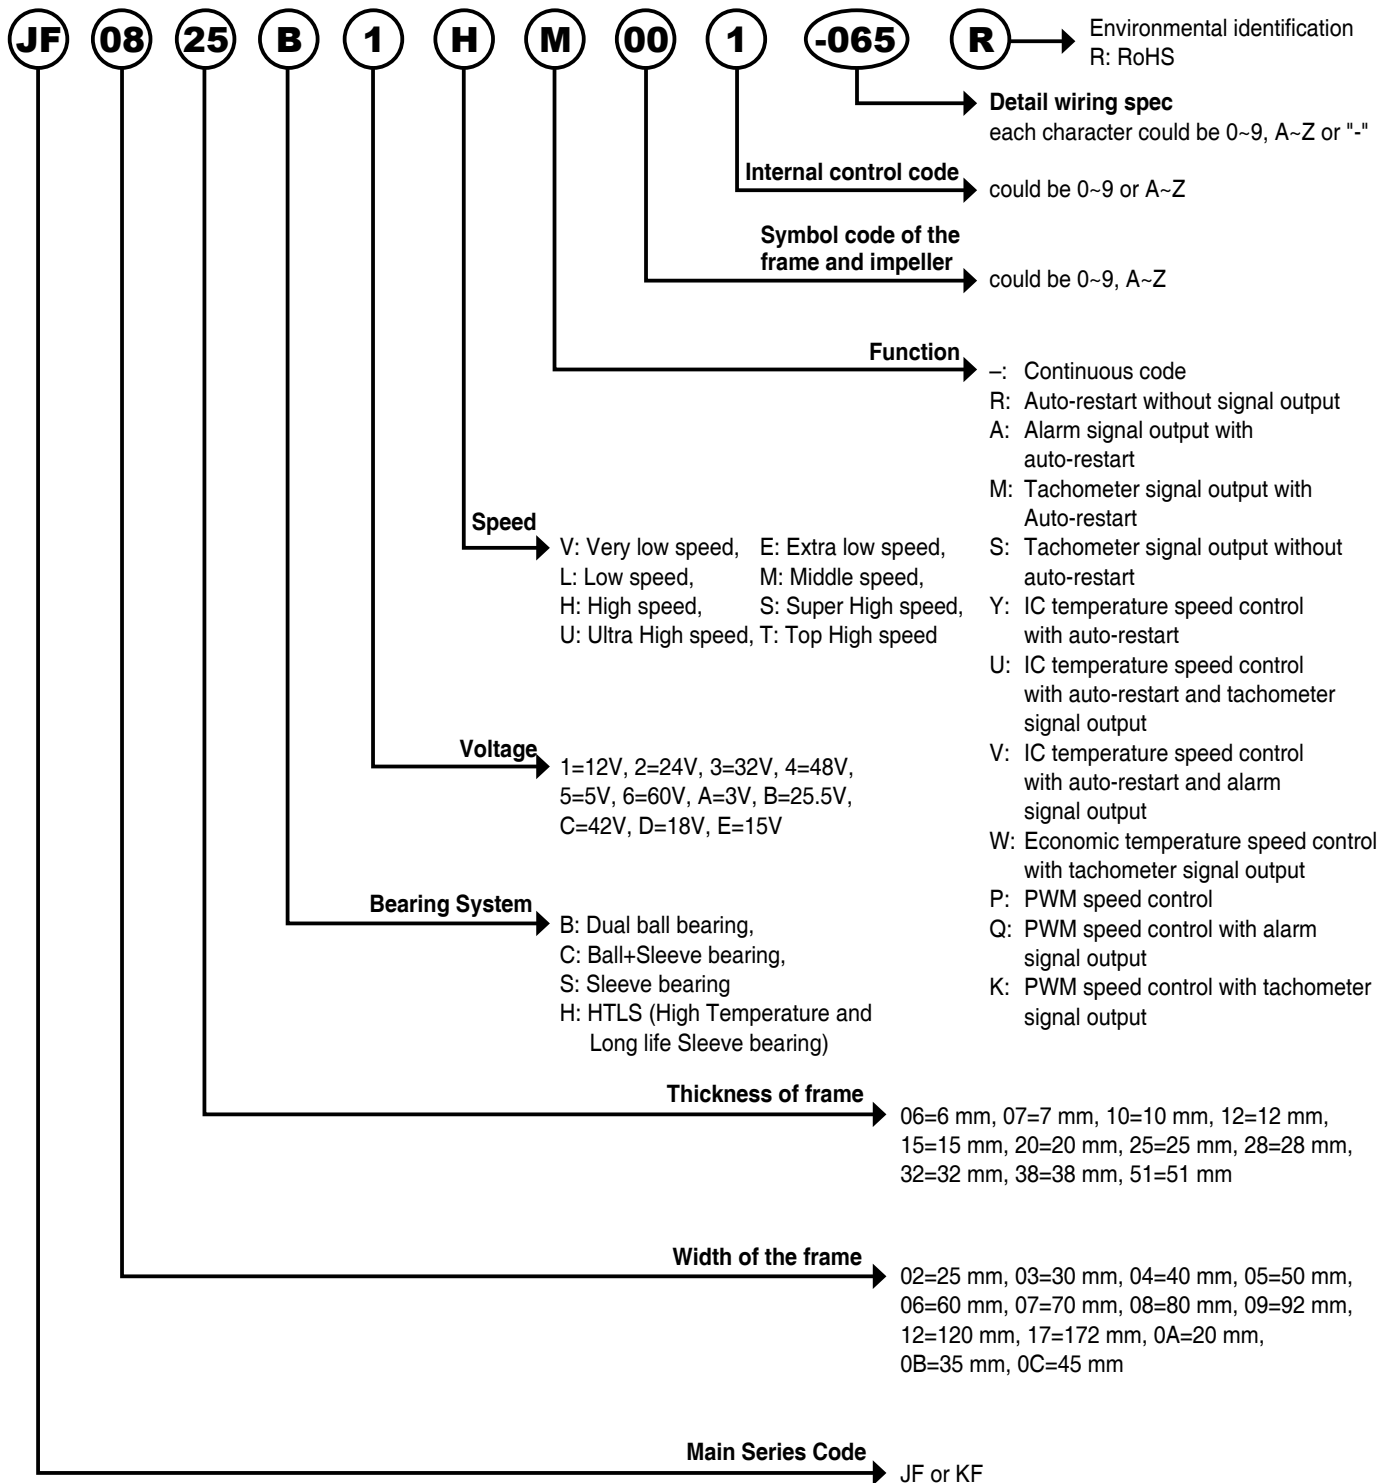 JF 08 25 B 1 H M 00 1 -065 R
Environmental identification
R: RoHS
Detail wiring spec
each character could be 0~9, A~Z or "-"
Internal control code
could be 0~9 or A~Z
Symbol code of the
frame and impeller
could be 0~9, A~Z
Function
–: Continuous code
R: Auto-restart without signal output
A: Alarm signal output with
auto-restart
M: Tachometer signal output with
Auto-restart
S: Tachometer signal output without
auto-restart
Y: IC temperature speed control
with auto-restart
U: IC temperature speed control
with auto-restart and tachometer
signal output
V: IC temperature speed control
with auto-restart and alarm
signal output
W: Economic temperature speed control
with tachometer signal output
P: PWM speed control
Q: PWM speed control with alarm
signal output
K: PWM speed control with tachometer
signal output
Speed
V: Very low speed, E: Extra low speed,
L: Low speed, M: Middle speed,
H: High speed, S: Super High speed,
U: Ultra High speed, T: Top High speed
Voltage
1=12V, 2=24V, 3=32V, 4=48V,
5=5V, 6=60V, A=3V, B=25.5V,
C=42V, D=18V, E=15V
Bearing System
B: Dual ball bearing,
C: Ball+Sleeve bearing,
S: Sleeve bearing
H: HTLS (High Temperature and
Long life Sleeve bearing)
Thickness of frame
06=6 mm, 07=7 mm, 10=10 mm, 12=12 mm,
15=15 mm, 20=20 mm, 25=25 mm, 28=28 mm,
32=32 mm, 38=38 mm, 51=51 mm
Width of the frame
02=25 mm, 03=30 mm, 04=40 mm, 05=50 mm,
06=60 mm, 07=70 mm, 08=80 mm, 09=92 mm,
12=120 mm, 17=172 mm, 0A=20 mm,
0B=35 mm, 0C=45 mm
Main Series Code
JF or KF